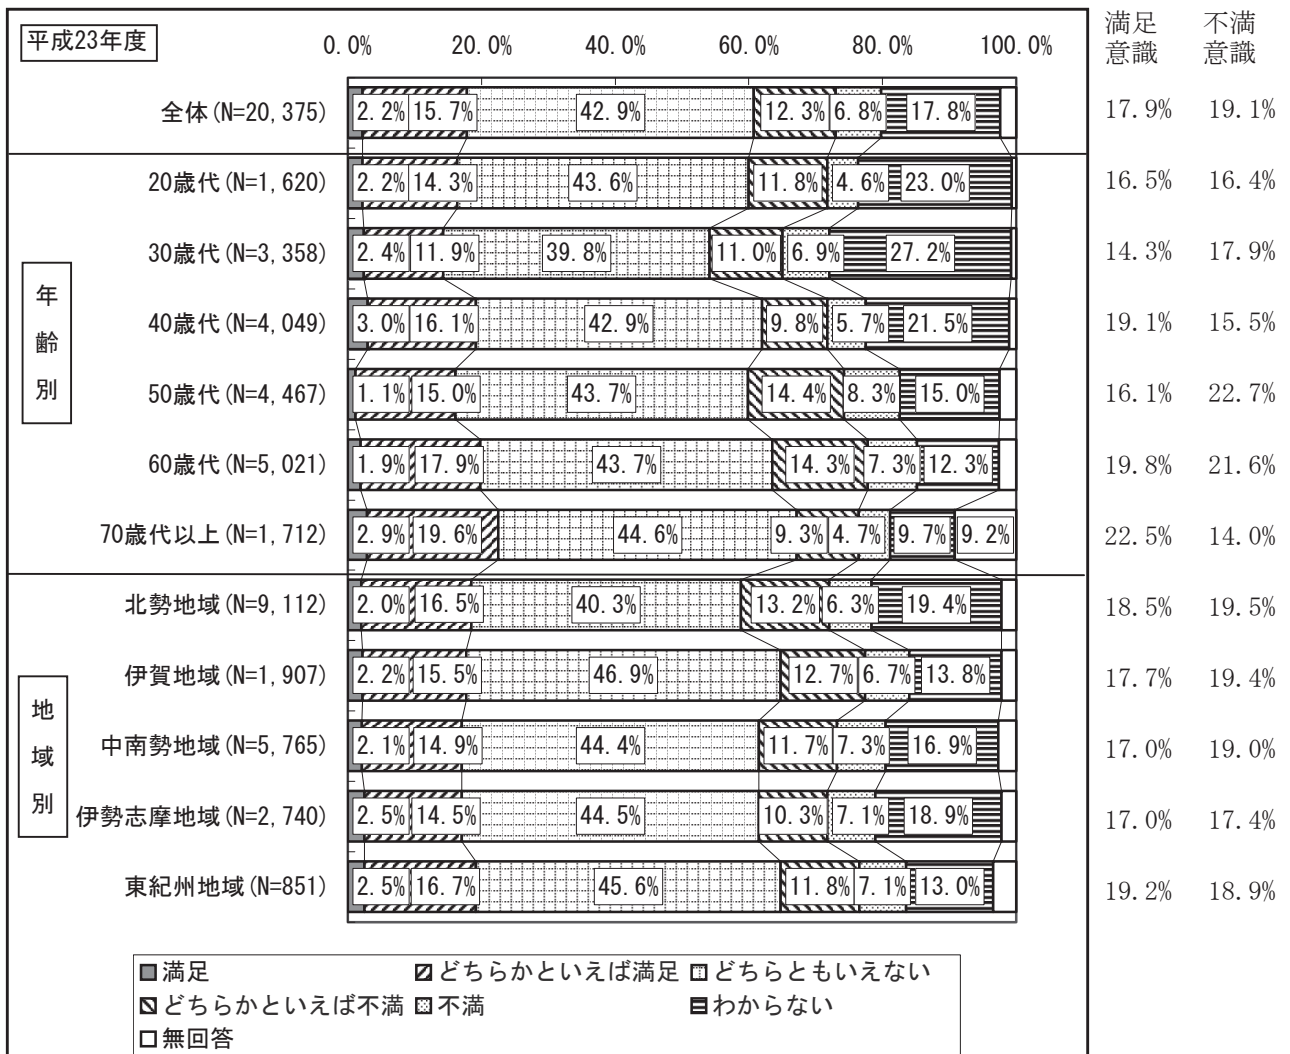 満足 不満
意識 意識
平成23年度 0.0% 20.0% 40.0% 60.0% 80.0% 100.0%
全体(N=20,375) 2.2% 15.7% 42.9% 12.3% 6.8% 17.8% 17.9% 19.1%
20歳代(N=1,620) 2.2% 14.3% 43.6% 11.8% 4.6% 23.0% 16.5% 16.4%
30歳代(N=3,358) 2.4% 11.9% 39.8% 11.0% 6.9% 27.2% 14.3% 17.9%
年齢別
40歳代(N=4,049) 3.0% 16.1% 42.9% 9.8% 5.7% 21.5% 19.1% 15.5%
50歳代(N=4,467) 1.1% 15.0% 43.7% 14.4% 8.3% 15.0% 16.1% 22.7%
60歳代(N=5,021) 1.9% 17.9% 43.7% 14.3% 7.3% 12.3% 19.8% 21.6%
70歳代以上(N=1,712) 2.9% 19.6% 44.6% 9.3% 4.7% 9.7% 9.2% 22.5% 14.0%
北勢地域(N=9,112) 2.0% 16.5% 40.3% 13.2% 6.3% 19.4% 18.5% 19.5%
伊賀地域(N=1,907) 2.2% 15.5% 46.9% 12.7% 6.7% 13.8% 17.7% 19.4%
地域別
中南勢地域(N=5,765) 2.1% 14.9% 44.4% 11.7% 7.3% 16.9% 17.0% 19.0%
伊勢志摩地域(N=2,740) 2.5% 14.5% 44.5% 10.3% 7.1% 18.9% 17.0% 17.4%
東紀州地域(N=851) 2.5% 16.7% 45.6% 11.8% 7.1% 13.0% 19.2% 18.9%
満足 どちらかといえば満足 どちらともいえない
どちらかといえば不満 不満 わからない
無回答